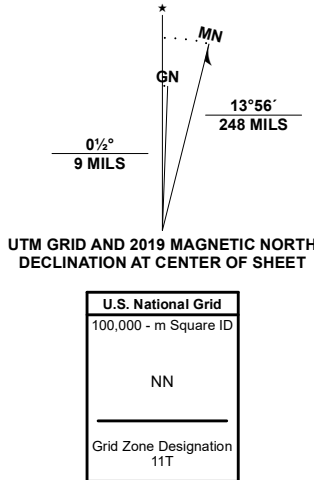 ★
MN
GN
13°56´
248 MILS
0½°
9 MILS
UTM GRID AND 2019 MAGNETIC NORTH
DECLINATION AT CENTER OF SHEET
U.S. National Grid
100,000 - m Square ID
NN
Grid Zone Designation
11T